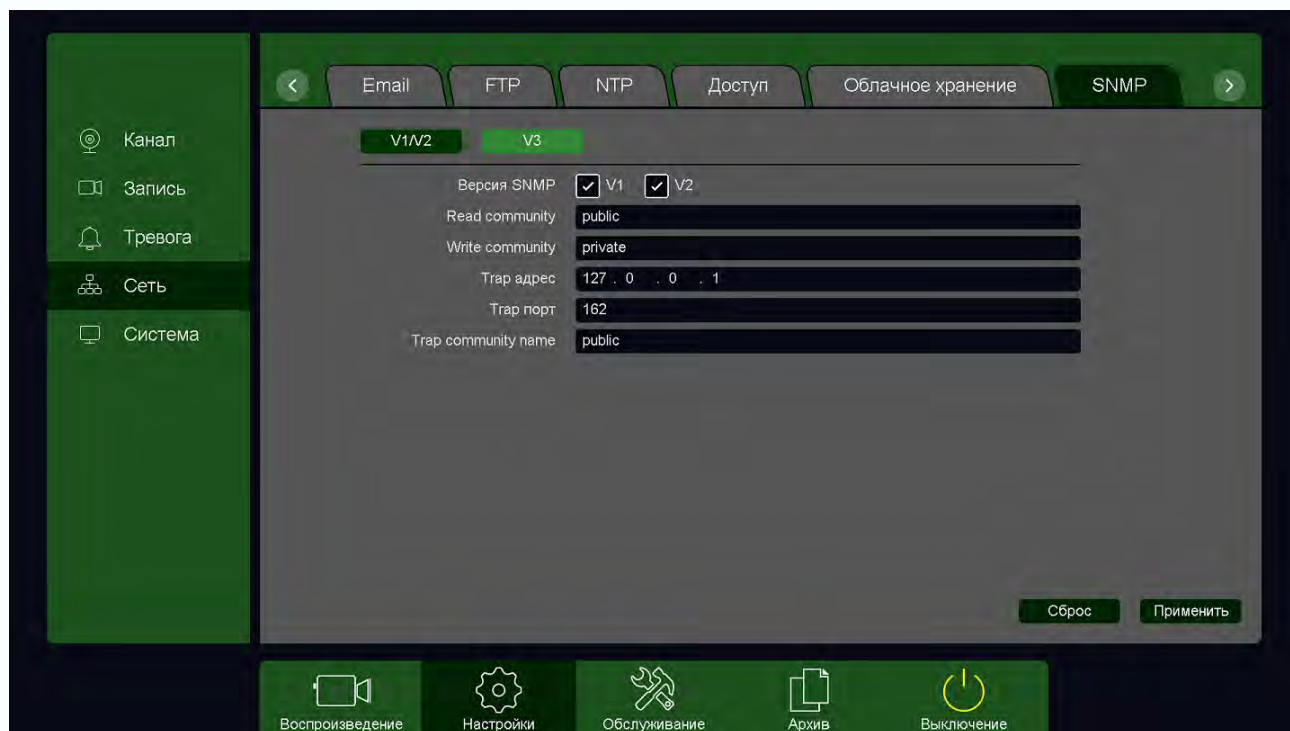 Email FTP NTP Доступ Облачное хранение SNMP
Канал
Запись
Тревога
Сеть
Система
V1/V2 V3
Версия SNMP V1 V2
Read community public
Write community private
Trap адрес 127 . 0 . 0 . 1
Trap порт 162
Trap community name public
Сброс Применить
Воспроизведение Настройки Обслуживание Архив Выключение